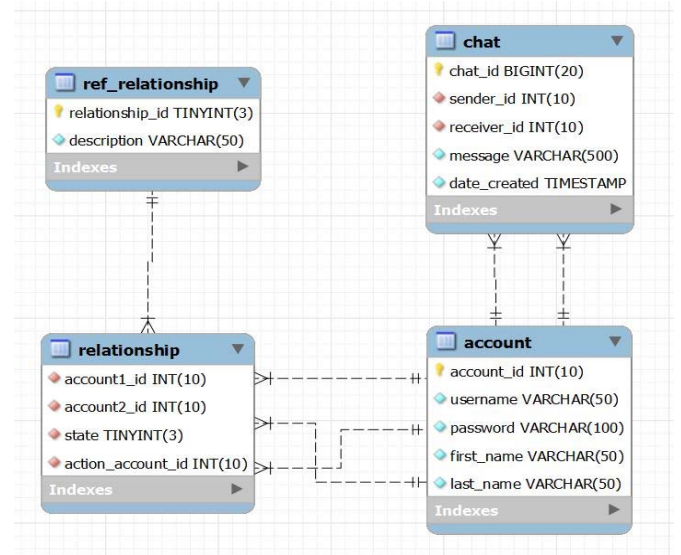 ref_relationship
relationship_id TINYINT(3)
description VARCHAR(50)
Indexes
chat
chat_id BIGINT(20)
sender_id INT(10)
receiver_id INT(10)
message VARCHAR(500)
date_created TIMESTAMP
Indexes
relationship
account1_id INT(10)
account2_id INT(10)
state TINYINT(3)
action_account_id INT(10)
Indexes
account
account_id INT(10)
username VARCHAR(50)
password VARCHAR(100)
first_name VARCHAR(50)
last_name VARCHAR(50)
Indexes